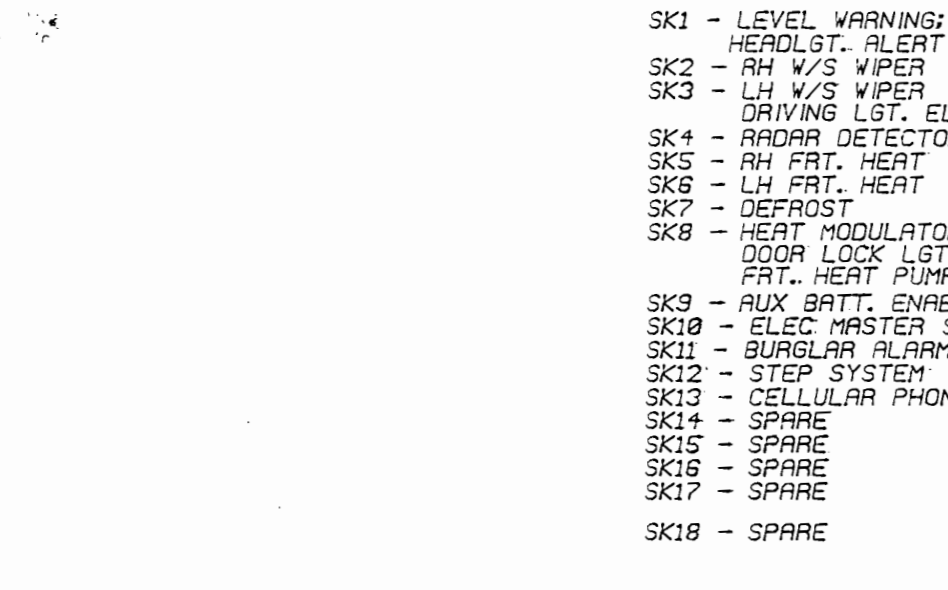 SK1 - LEVEL WARNING;
HEADLGT. ALERT
SK2 - RH W/S WIPER
SK3 - LH W/S WIPER
DRIVING LGT.
SK4 - RADAR
SK5 - RH FRT. HEAT
SK6 - LH FRT. HEAT
SK7 - DEFROST
SK8 - HEAT
DOOR LOCK LGT
FRT. HEAT
SK9 - AUX BATT.
SK10 - ELEC MASTER
SK11 - BURGLAR ALARM
SK12 - STEP SYSTEM
SK13 - CELLULAR
SK14 - SPARE
SK15 - SPARE
SK16 - SPARE
SK17 - SPARE
SK18 - SPARE